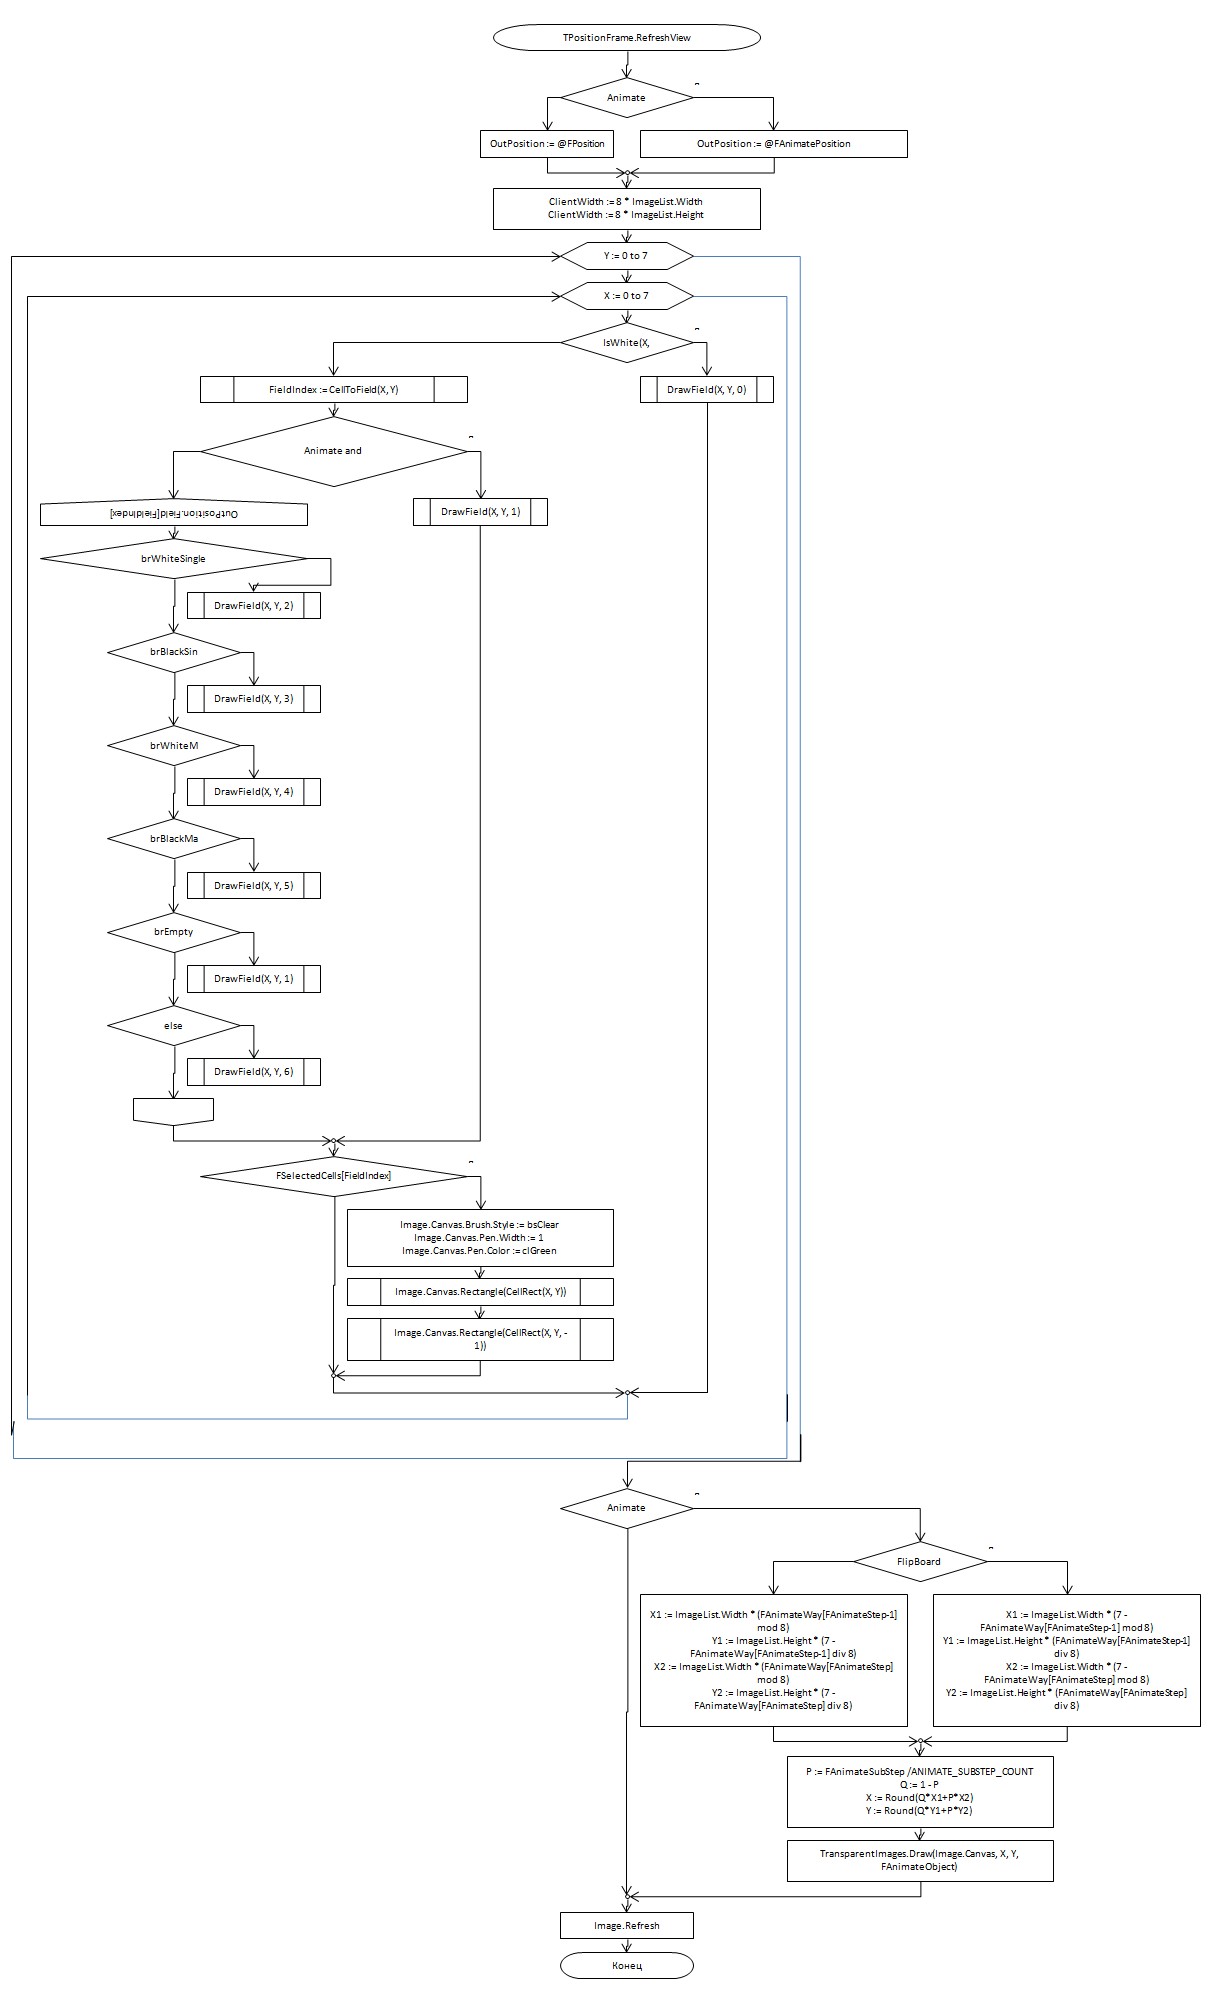 TPositionFrame.RefreshView
Animate
OutPosition := @FPosition
OutPosition := @FAnimatePosition
ClientWidth := 8 * ImageList.Width
ClientWidth := 8 * ImageList.Height
Y := 0 to 7
X := 0 to 7
IsWhite(X,
FieldIndex := CellToField(X, Y)
DrawField(X, Y, 0)
Animate and
OutPosition.Field[FieldIndex]
DrawField(X, Y, 1)
brWhiteSingle
DrawField(X, Y, 2)
brBlackSin
DrawField(X, Y, 3)
brWhiteM
DrawField(X, Y, 4)
brBlackMa
DrawField(X, Y, 5)
brEmpty
DrawField(X, Y, 1)
else
DrawField(X, Y, 6)
FSelectedCells[FieldIndex]
Image.Canvas.Brush.Style := bsClear
Image.Canvas.Pen.Width := 1
Image.Canvas.Pen.Color := clGreen
Image.Canvas.Rectangle(CellRect(X, Y))
Image.Canvas.Rectangle(CellRect(X, Y, -
1))
Animate
FlipBoard
X1 := ImageList.Width * (FAnimateWay[FAnimateStep-1]
mod 8)
Y1 := ImageList.Height * (7 -
FAnimateWay[FAnimateStep-1] div 8)
X2 := ImageList.Width * (FAnimateWay[FAnimateStep]
mod 8)
Y2 := ImageList.Height * (7 -
FAnimateWay[FAnimateStep] div 8)
X1 := ImageList.Width * (7 -
FAnimateWay[FAnimateStep-1] mod 8)
Y1 := ImageList.Height * (FAnimateWay[FAnimateStep-1]
div 8)
X2 := ImageList.Width * (7 -
FAnimateWay[FAnimateStep] mod 8)
Y2 := ImageList.Height * (FAnimateWay[FAnimateStep]
div 8)
P := FAnimateSubStep /ANIMATE_SUBSTEP_COUNT
Q := 1 - P
X := Round(Q*X1+P*X2)
Y := Round(Q*Y1+P*Y2)
TransparentImages.Draw(Image.Canvas, X, Y,
FAnimateObject)
Image.Refresh
Конец